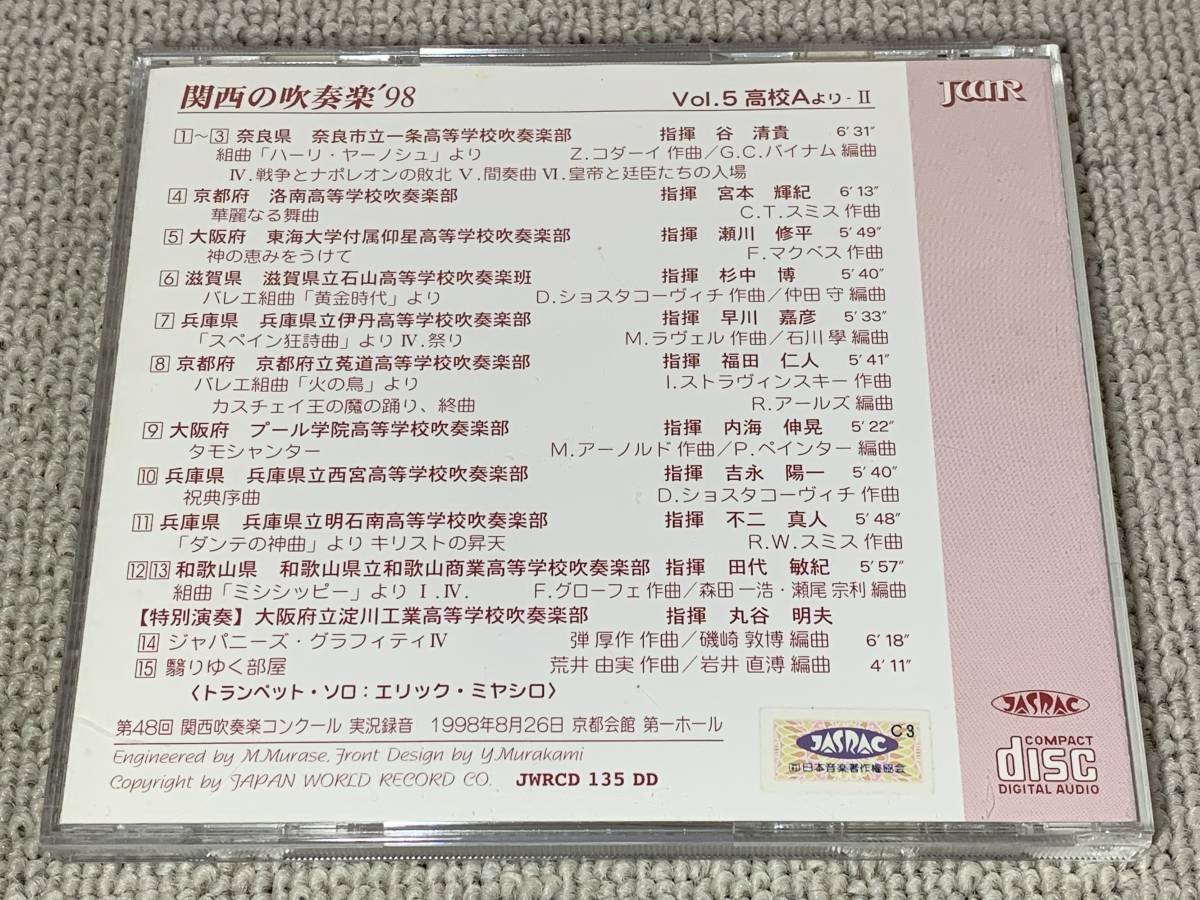 関西の吹奏楽'98 Vol.5 高校Aより-Ⅱ
JWR
1～3 奈良県 奈良市立一条高等学校吹奏楽部 指揮 谷 清貴 6'31"
組曲「ハーリ・ヤーノシュ」より Z.コダーイ 作曲／G.C.バイナム 編曲
Ⅳ.戦争とナポレオンの敗北 Ⅴ.間奏曲 Ⅵ.皇帝と廷臣たちの入場
4 京都府 洛南高等学校吹奏楽部 指揮 宮本 輝紀 6'13"
華麗なる舞曲 C.T.スミス 作曲
5 大阪府 東海大学付属仰星高等学校吹奏楽部 指揮 瀬川 修平 5'49"
神の恵みをうけて F.マクベス 作曲
6 滋賀県 滋賀県立石山高等学校吹奏楽班 指揮 杉中 博 5'40"
バレエ組曲「黄金時代」より D.ショスタコーヴィチ 作曲／仲田 守 編曲
7 兵庫県 兵庫県立伊丹高等学校吹奏楽部 指揮 早川 嘉彦 5'33"
「スペイン狂詩曲」より Ⅳ.祭り M.ラヴェル 作曲／石川 學 編曲
8 京都府 京都府立莵道高等学校吹奏楽部 指揮 福田 仁人 5'41"
バレエ組曲「火の鳥」より I.ストラヴィンスキー 作曲
カスチェイ王の魔の踊り、終曲 R.アールズ 編曲
9 大阪府 プール学院高等学校吹奏楽部 指揮 内海 伸晃 5'22"
タモシャンター M.アーノルド 作曲／P.ペインター 編曲
10 兵庫県 兵庫県立西宮高等学校吹奏楽部 指揮 吉永 陽一 5'40"
祝典序曲 D.ショスタコーヴィチ 作曲
11 兵庫県 兵庫県立明石南高等学校吹奏楽部 指揮 不二 真人 5'48"
「ダンテの神曲」より キリストの昇天 R.W.スミス 作曲
12 13 和歌山県 和歌山県立和歌山商業高等学校吹奏楽部 指揮 田代 敏紀 5'57"
組曲「ミシシッピー」より Ⅰ.Ⅳ. F.グローフェ 作曲／森田 一浩・瀬尾 宗利 編曲
【特別演奏】大阪府立淀川工業高等学校吹奏楽部 指揮 丸谷 明夫
14 ジャパニーズ・グラフィティⅣ 弾 厚作 作曲／磯崎 敦博 編曲 6'18"
15 翳りゆく部屋 荒井 由実 作曲／岩井 直溥 編曲 4'11"
〈トランペット・ソロ：エリック・ミヤシロ〉
第48回 関西吹奏楽コンクール 実況録音 1998年8月26日 京都会館 第一ホール
Engineered by M.Murase, Front Design by Y.Murakami
Copyright by JAPAN WORLD RECORD CO. JWRCD 135 DD
JASRAC C3
(社)日本音楽著作権協会
JASRAC
COMPACT
disc
DIGITAL AUDIO